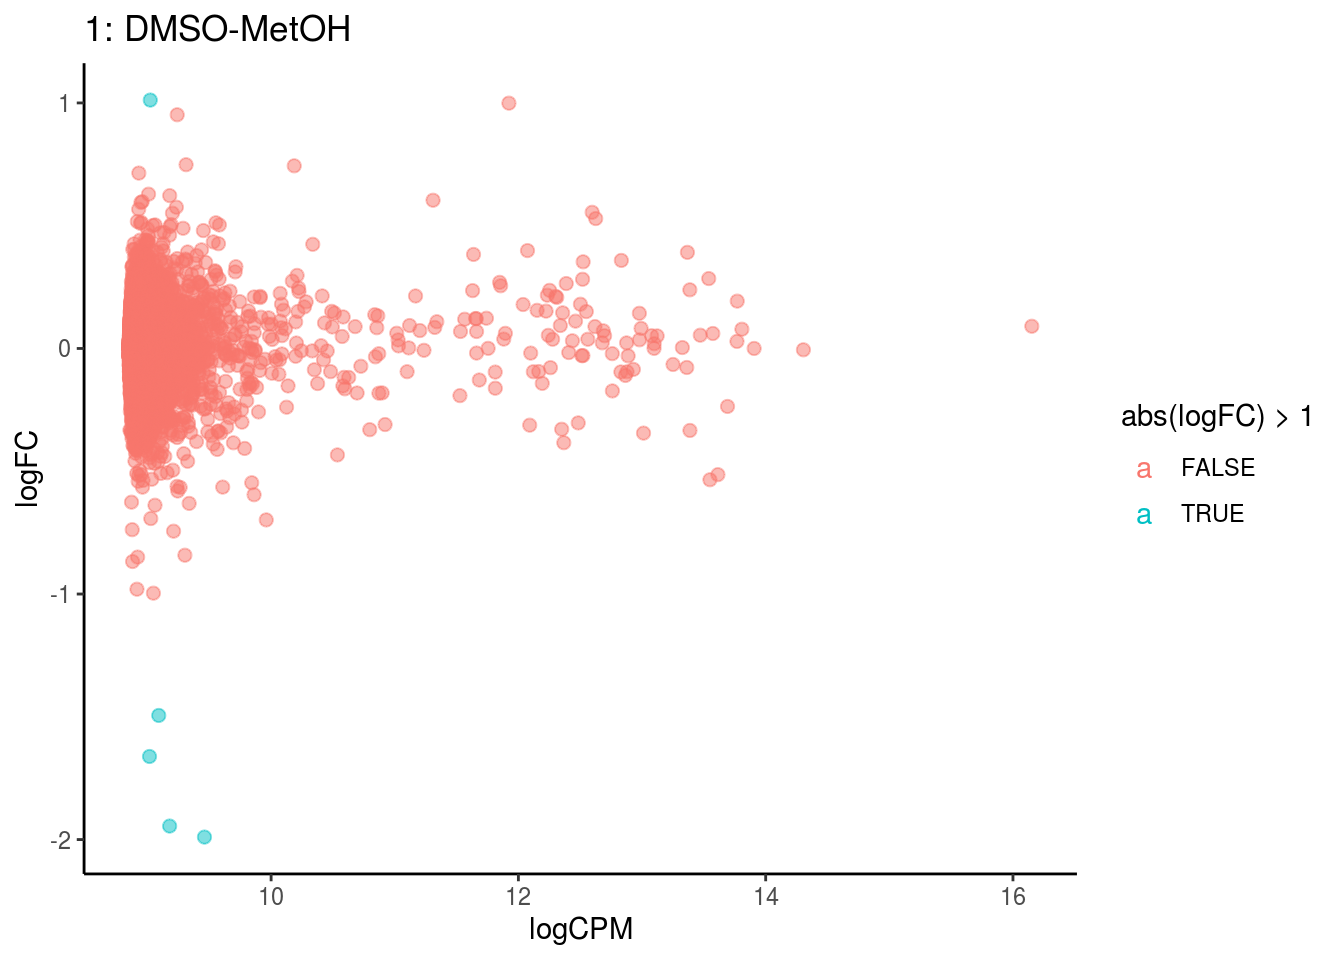 1: DMSO-MetOH
1
0
-1
-2
logFC
10
12
14
16
logCPM
abs(logFC) > 1
a FALSE
a TRUE